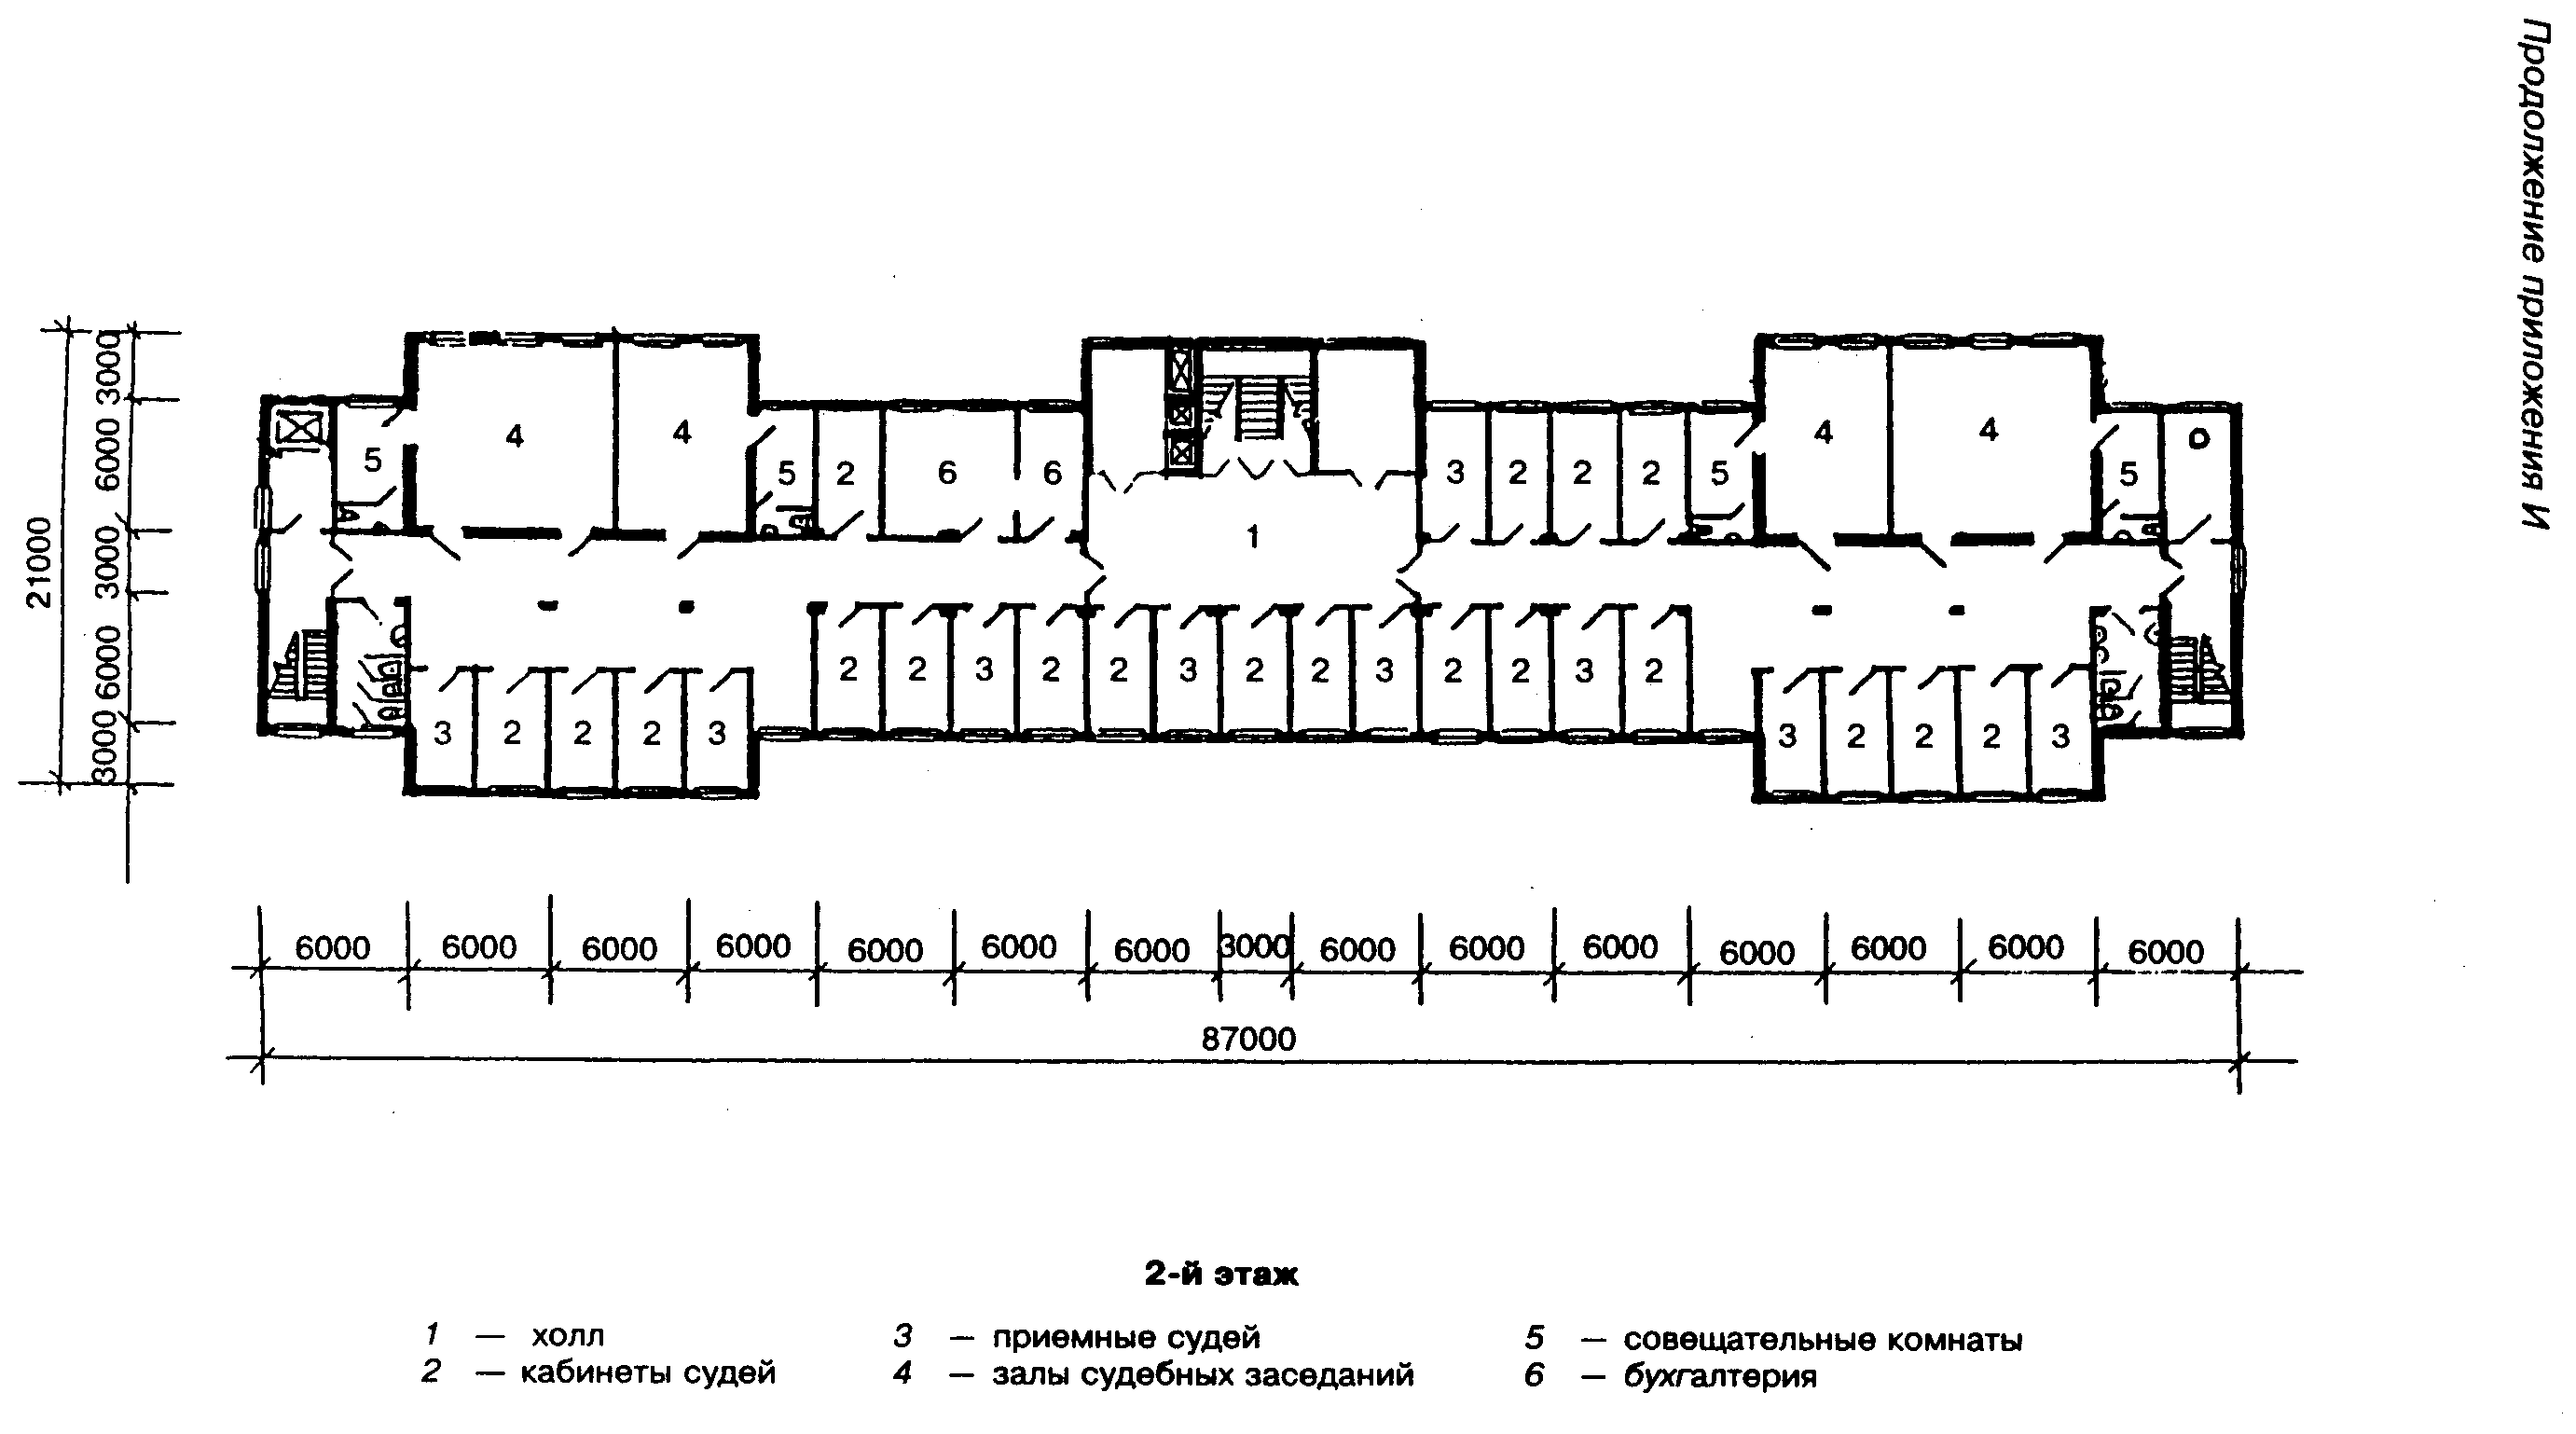 Продолжение приложения И
3000
6000
3000
6000
3000
21000
4 4 4 4
5 5 2 6 6 3 2 2 2 5 5
1
2 2 3 2 2 3 2 2 3 2 2 3 2
3 2 2 2 3 3 2 2 2 3
6000 6000 6000 6000 6000 6000 6000 3000 6000 6000 6000 6000 6000 6000 6000
87000
2-й этаж
1 — холл
2 — кабинеты судей
3 — приемные судей
4 — залы судебных заседаний
5 — совещательные комнаты
6 — бухгалтерия